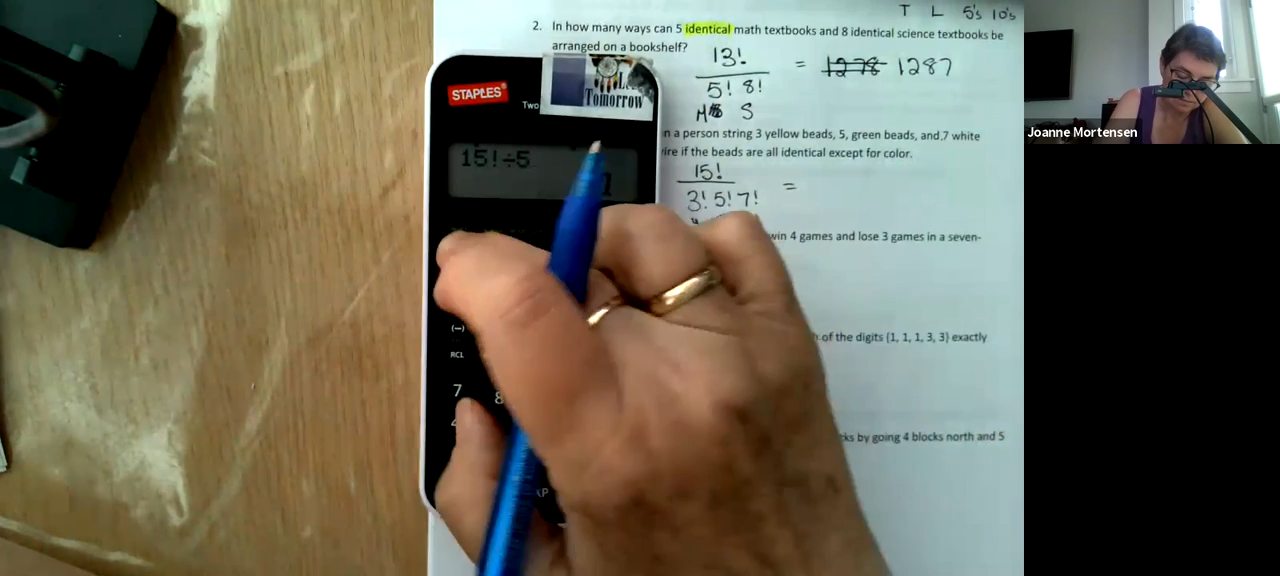 T L 5's 10's
2. In how many ways can 5 identical math textbooks and 8 identical science textbooks be
arranged on a bookshelf?
13!
5! 8!
= 1278 1287
M S
STAPLES
Two
Tomorrow
n a person string 3 yellow beads, 5, green beads, and,7 white
ire if the beads are all identical except for color.
15!÷5
1
15!
3! 5! 7!
=
win 4 games and lose 3 games in a seven-
(−)
of the digits {1, 1, 1, 3, 3} exactly
RCL
7 8
ks by going 4 blocks north and 5
Joanne Mortensen